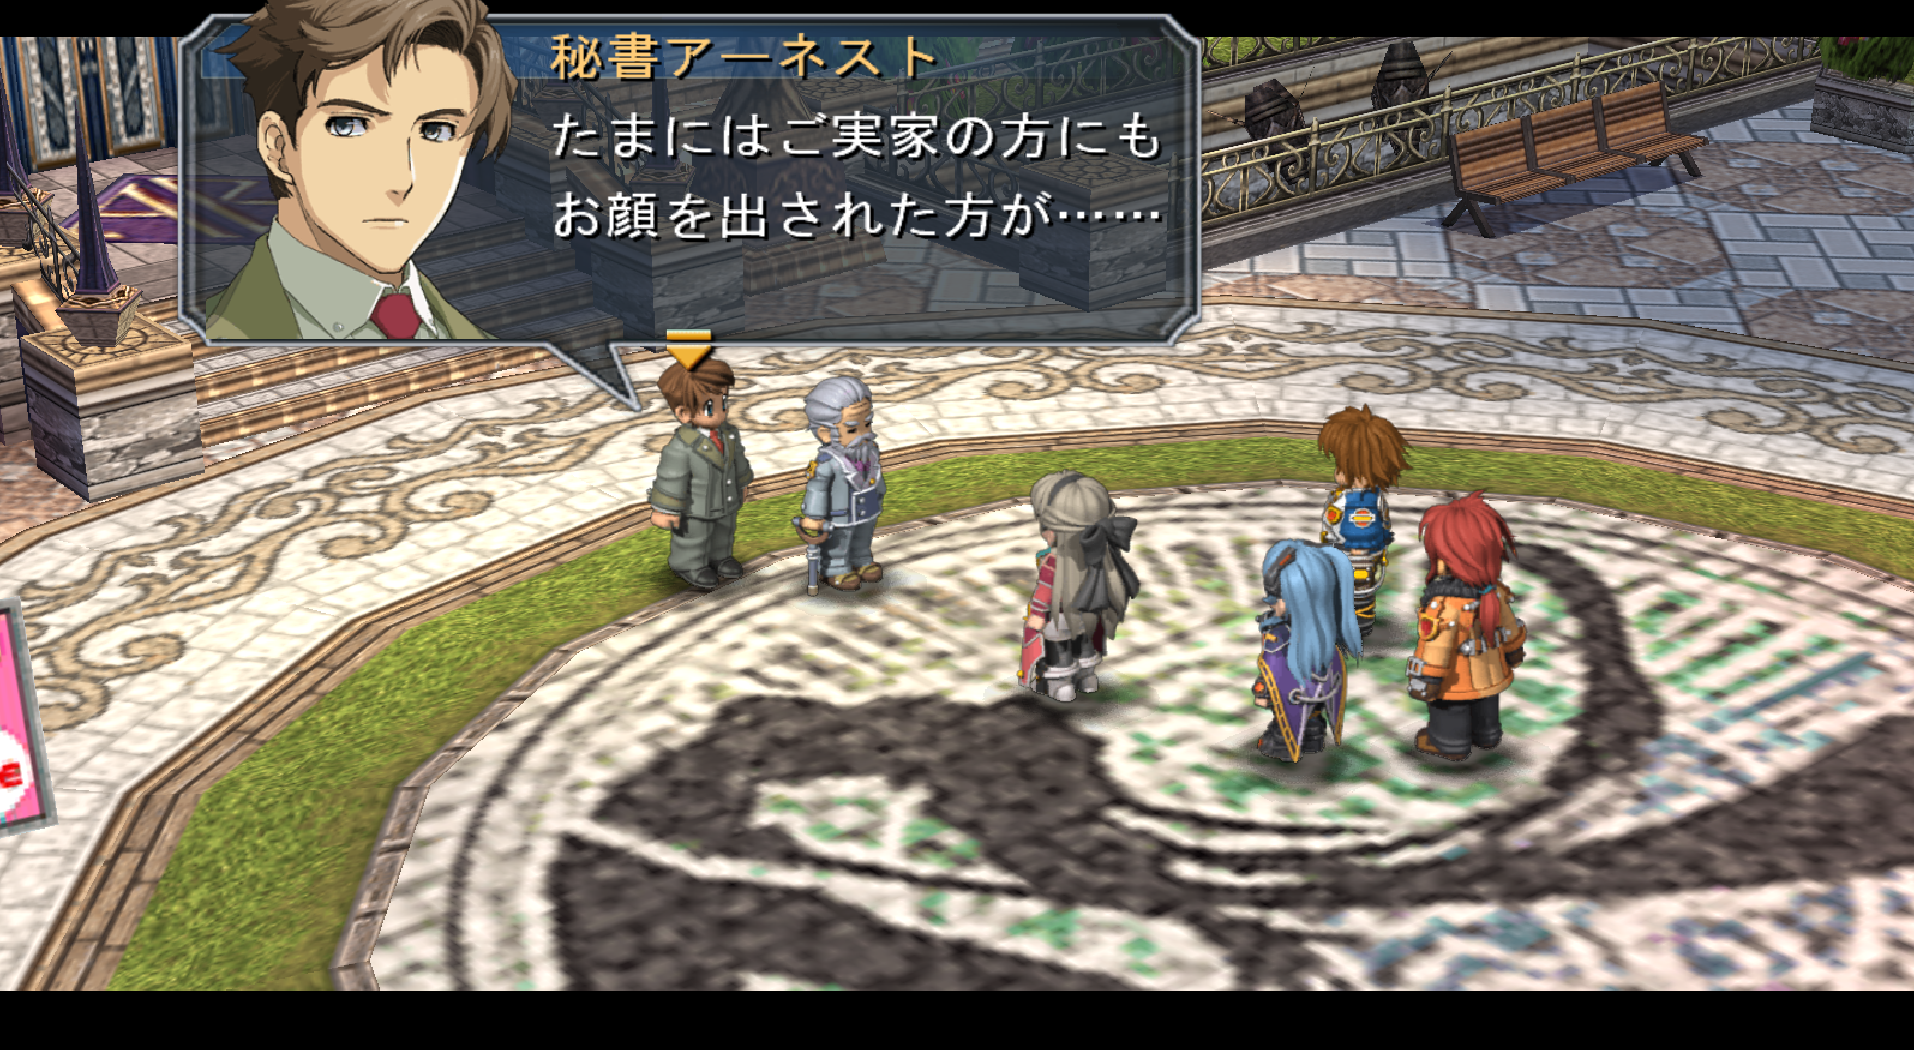 秘書アーネスト
たまにはご実家の方にも
お顔を出された方が……